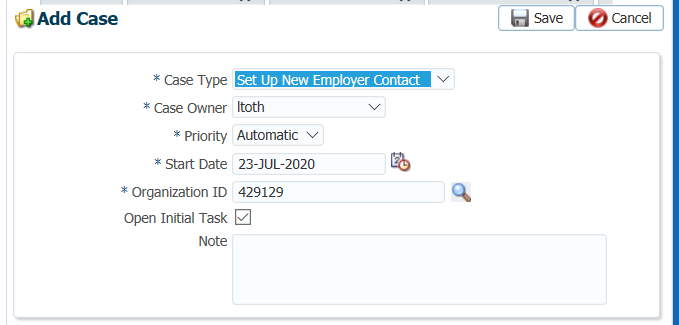 Add Case
Save
Cancel
* Case Type Set Up New Employer Contact
* Case Owner ltoth
* Priority Automatic
* Start Date 23-JUL-2020
* Organization ID 429129
Open Initial Task
Note